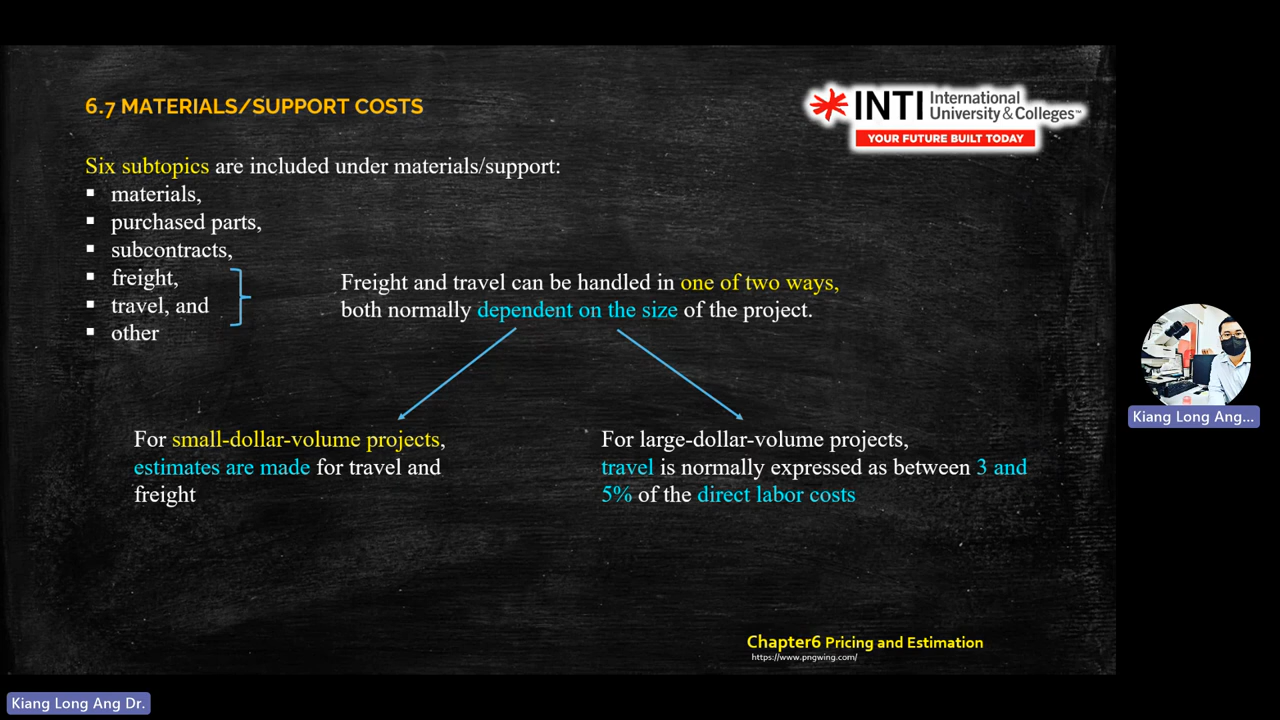 6.7 MATERIALS/SUPPORT COSTS
INTI International
University & Colleges™
YOUR FUTURE BUILT TODAY
Six subtopics are included under materials/support:
▪ materials,
▪ purchased parts,
▪ subcontracts,
▪ freight,
▪ travel, and
▪ other
Freight and travel can be handled in one of two ways,
both normally dependent on the size of the project.
For small-dollar-volume projects,
estimates are made for travel and
freight
For large-dollar-volume projects,
travel is normally expressed as between 3 and
5% of the direct labor costs
Chapter6 Pricing and Estimation
https://www.pngwing.com/
Kiang Long Ang...
Kiang Long Ang Dr.